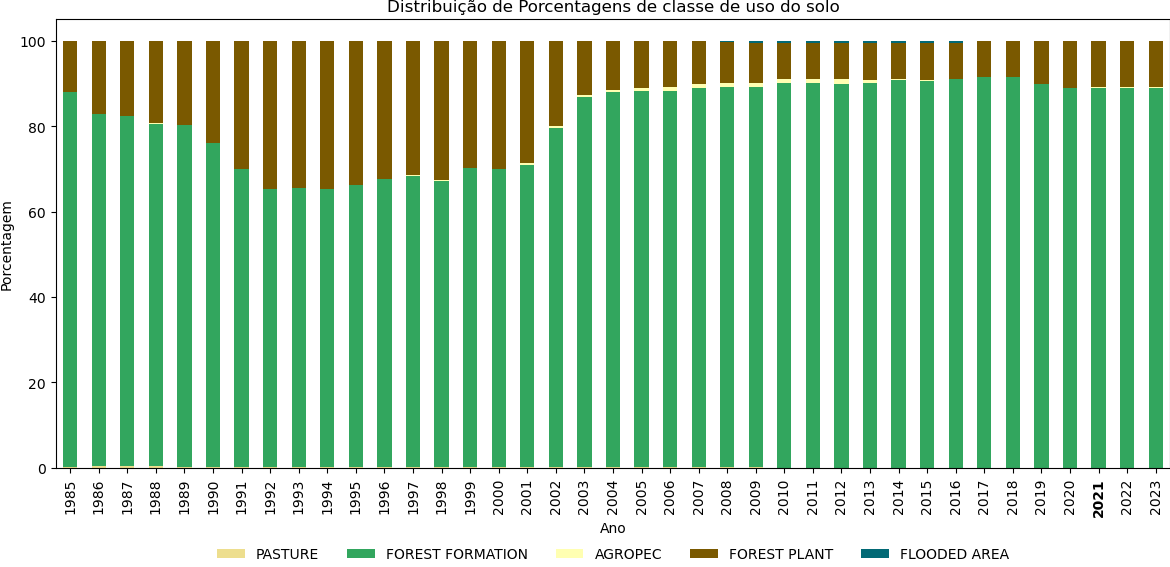 Distribuição de Porcentagens de classe de uso do solo
Porcentagem
100
80
60
40
20
0
1985 1986 1987 1988 1989 1990 1991 1992 1993 1994 1995 1996 1997 1998 1999 2000 2001 2002 2003 2004 2005 2006 2007 2008 2009 2010 2011 2012 2013 2014 2015 2016 2017 2018 2019 2020 2021 2022 2023
Ano
PASTURE FOREST FORMATION AGROPEC FOREST PLANT FLOODED AREA